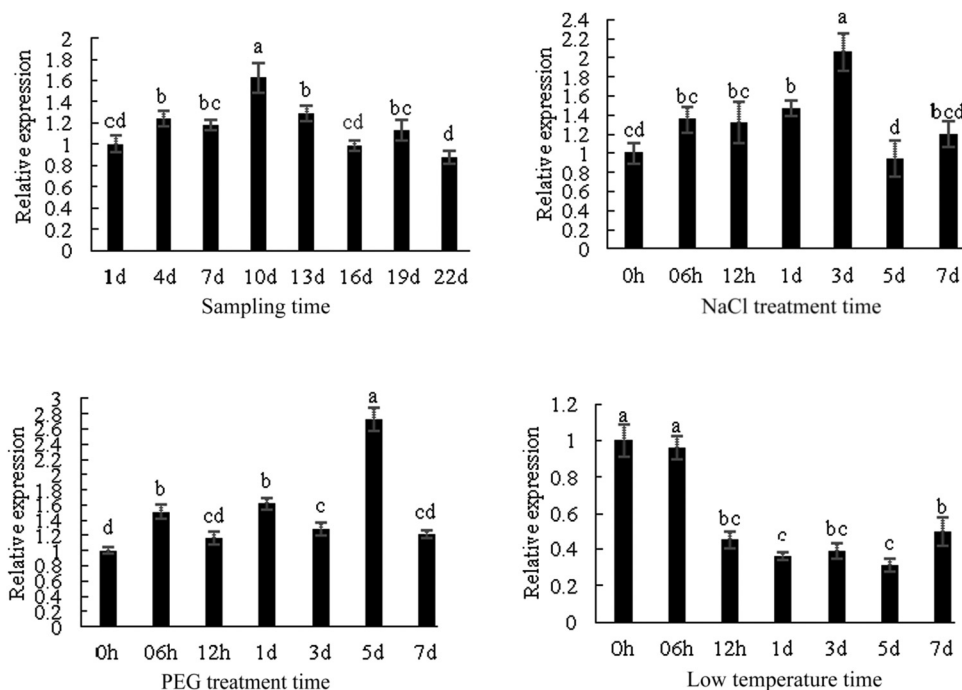 Relative expression
2
1.8
1.6
1.4
1.2
1
0.8
0.6
0.4
0.2
0
cd b bc a b cd bc d
1d 4d 7d 10d 13d 16d 19d 22d
Sampling time
Relative expression
2.4
2.2
2
1.8
1.6
1.4
1.2
1
0.8
0.6
0.4
0.2
0
cd bc bc b a d bcd
0h 06h 12h 1d 3d 5d 7d
NaCl treatment time
Relative expression
3
2.8
2.6
2.4
2.2
2
1.8
1.6
1.4
1.2
1
0.8
0.6
0.4
0.2
0
d b cd b c a cd
0h 06h 12h 1d 3d 5d 7d
PEG treatment time
Relative expression
1.2
1
0.8
0.6
0.4
0.2
0
a a bc c bc c b
0h 06h 12h 1d 3d 5d 7d
Low temperature time